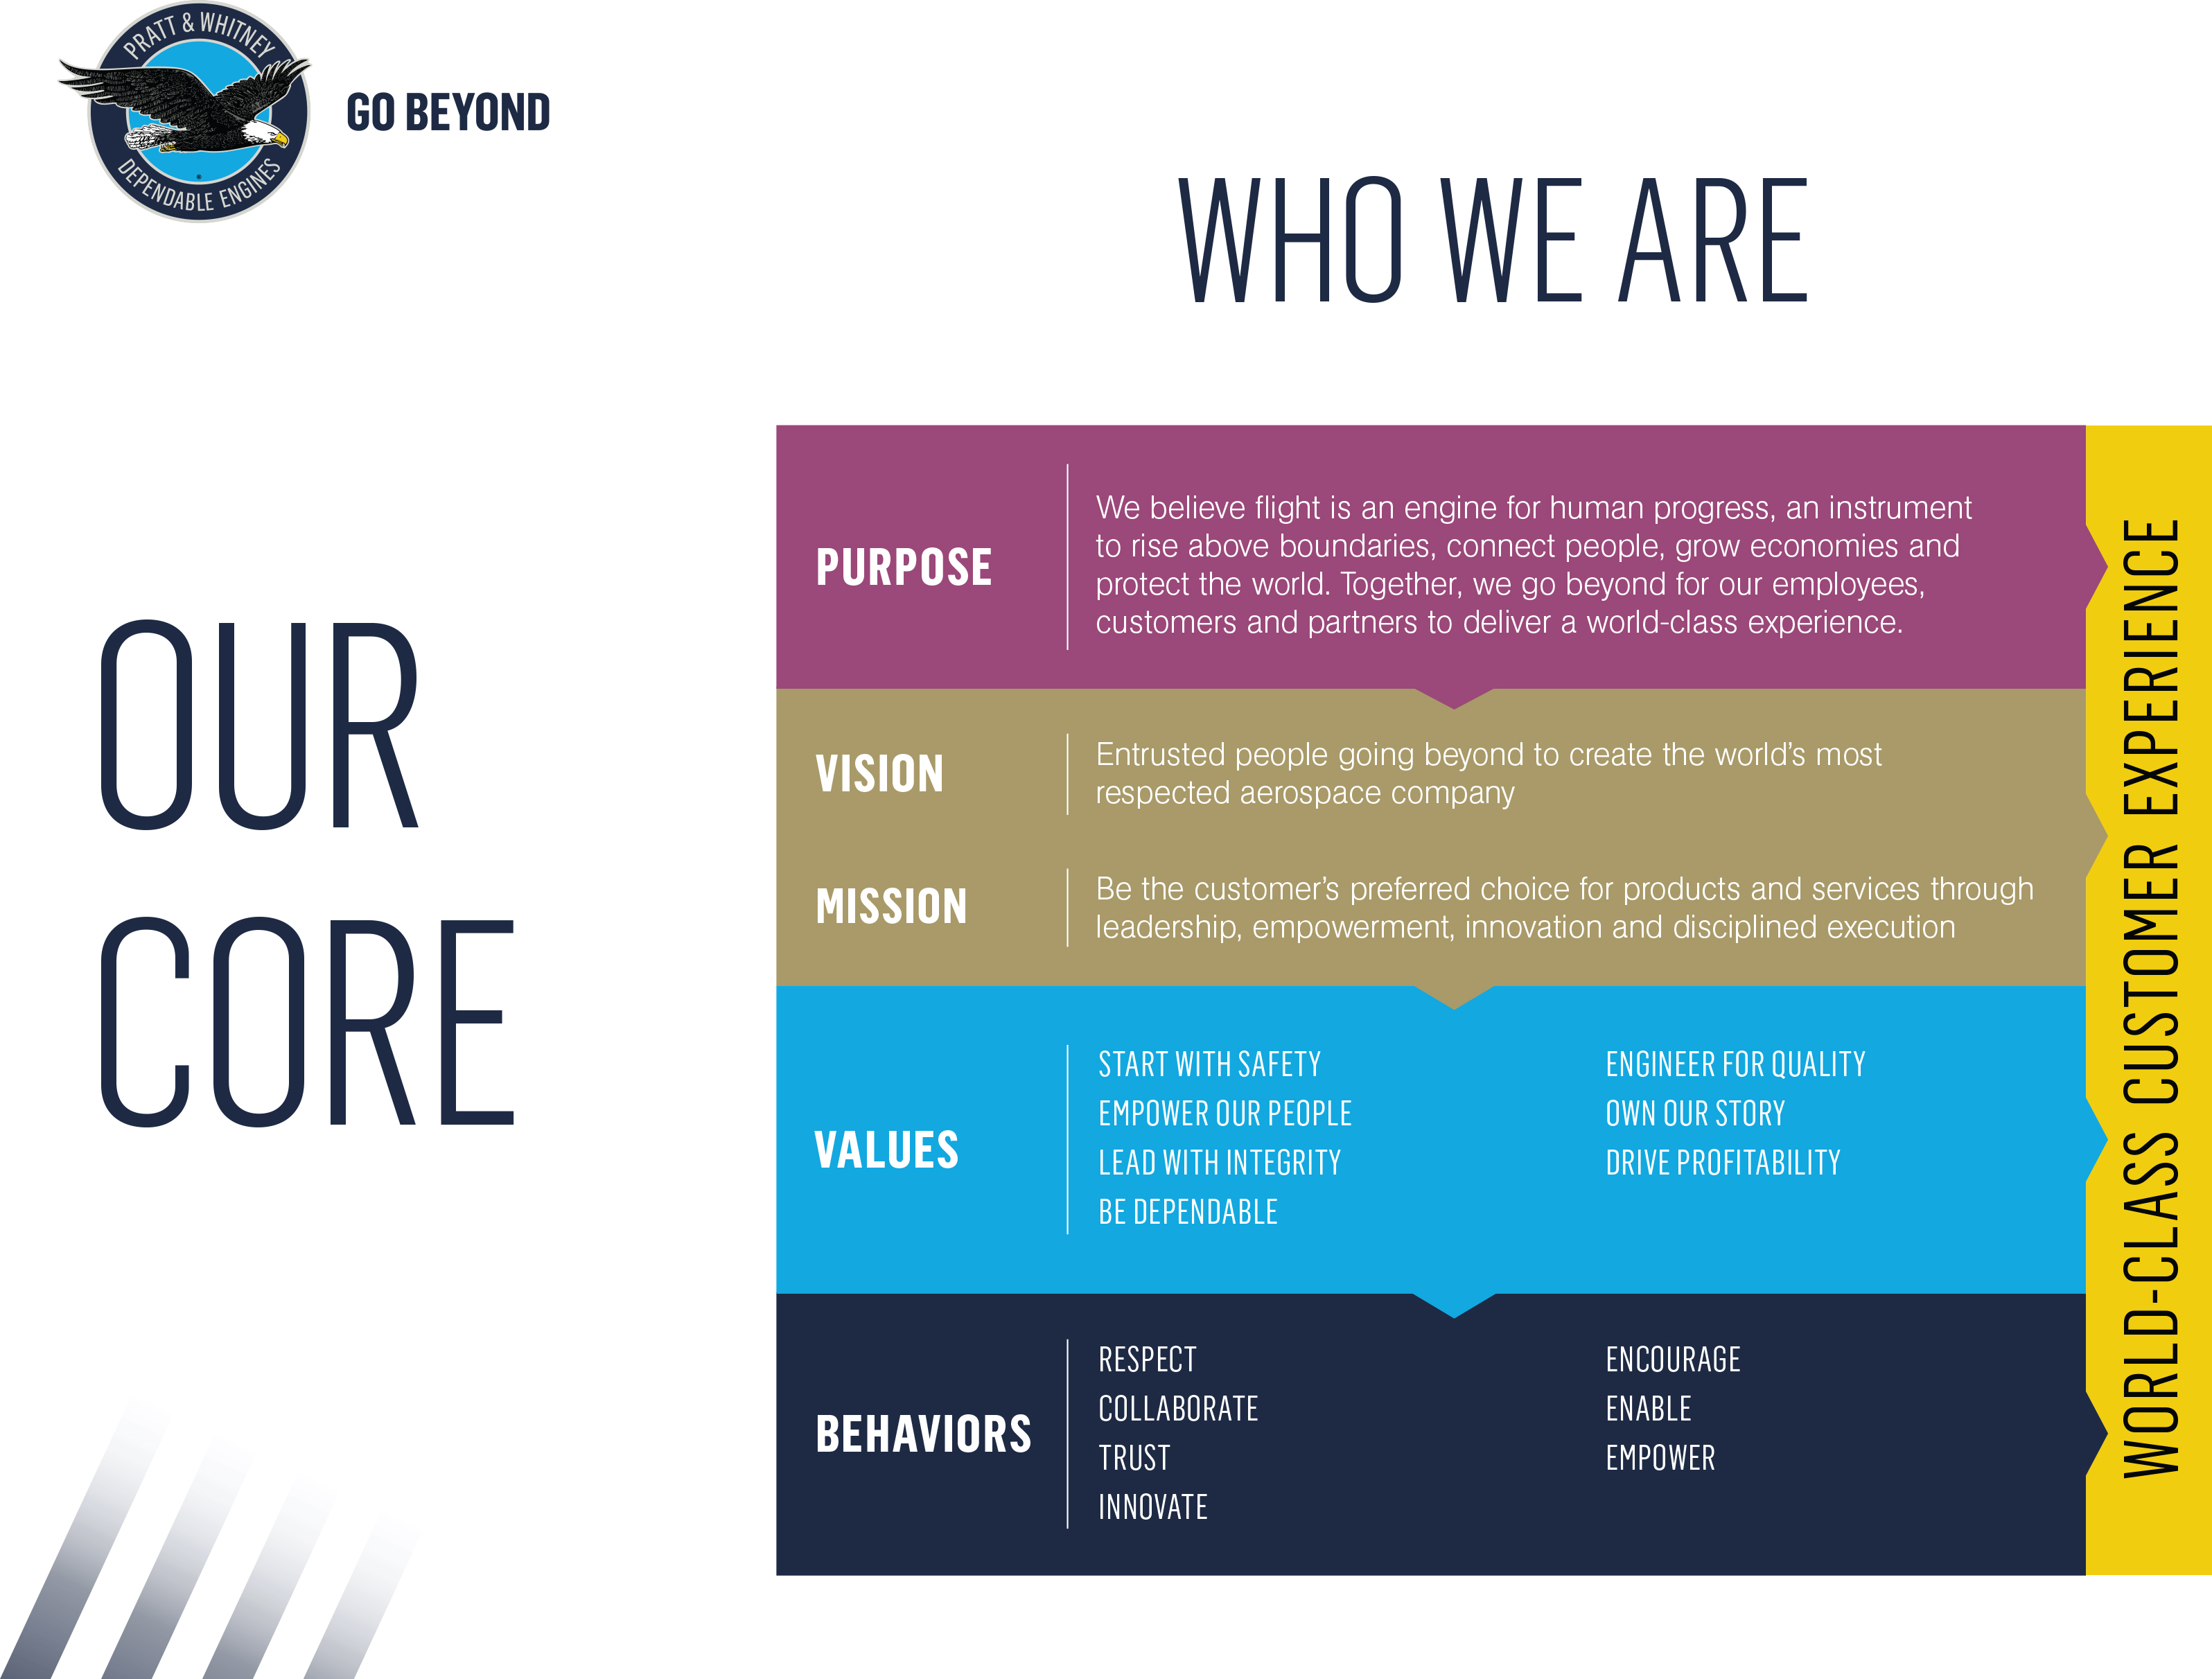 PRATT & WHITNEY
DEPENDABLE ENGINES
GO BEYOND
WHO WE ARE
OUR
CORE
PURPOSE
We believe flight is an engine for human progress, an instrument
to rise above boundaries, connect people, grow economies and
protect the world. Together, we go beyond for our employees,
customers and partners to deliver a world-class experience.
VISION
Entrusted people going beyond to create the world’s most
respected aerospace company
MISSION
Be the customer’s preferred choice for products and services through
leadership, empowerment, innovation and disciplined execution
VALUES
START WITH SAFETY
EMPOWER OUR PEOPLE
LEAD WITH INTEGRITY
BE DEPENDABLE
ENGINEER FOR QUALITY
OWN OUR STORY
DRIVE PROFITABILITY
BEHAVIORS
RESPECT
COLLABORATE
TRUST
INNOVATE
ENCOURAGE
ENABLE
EMPOWER
WORLD-CLASS CUSTOMER EXPERIENCE